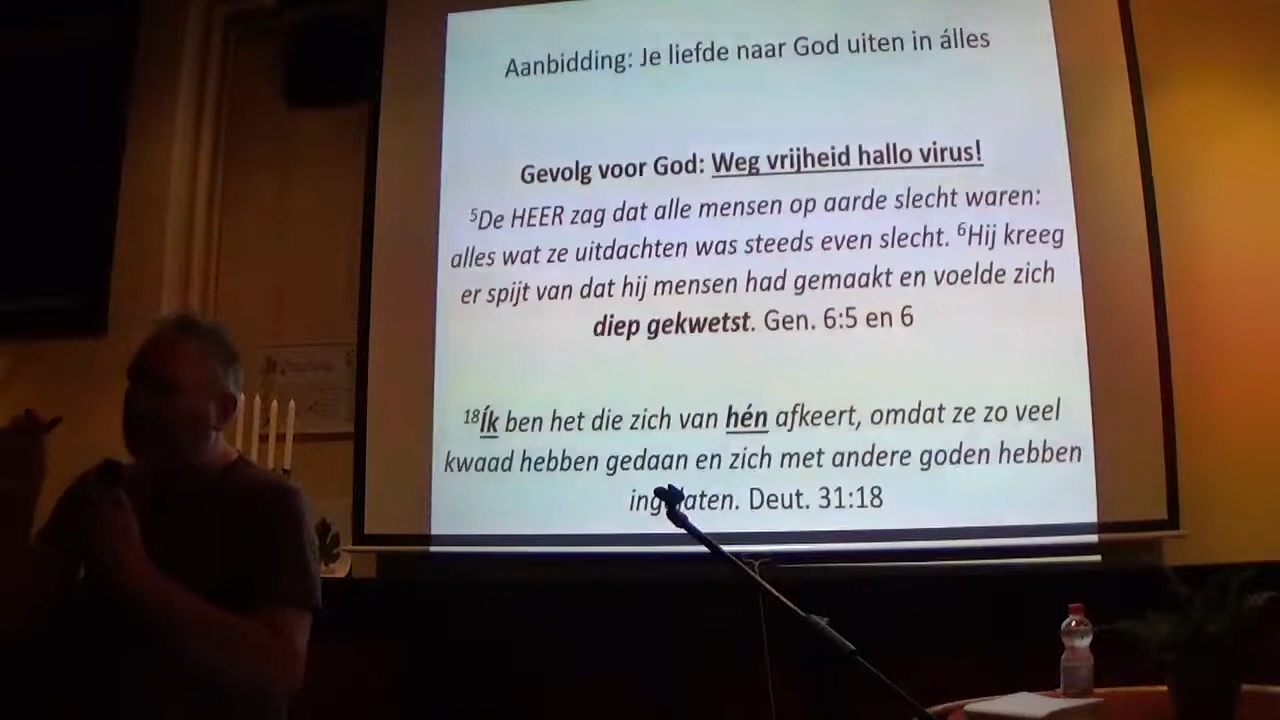 Aanbidding: Je liefde naar God uiten in álles
Gevolg voor God: Weg vrijheid hallo virus!
⁵De HEER zag dat alle mensen op aarde slecht waren:
alles wat ze uitdachten was steeds even slecht. ⁶Hij kreeg
er spijt van dat hij mensen had gemaakt en voelde zich
diep gekwetst. Gen. 6:5 en 6
¹⁸Ík ben het die zich van hén afkeert, omdat ze zo veel
kwaad hebben gedaan en zich met andere goden hebben
Deut. 31:18